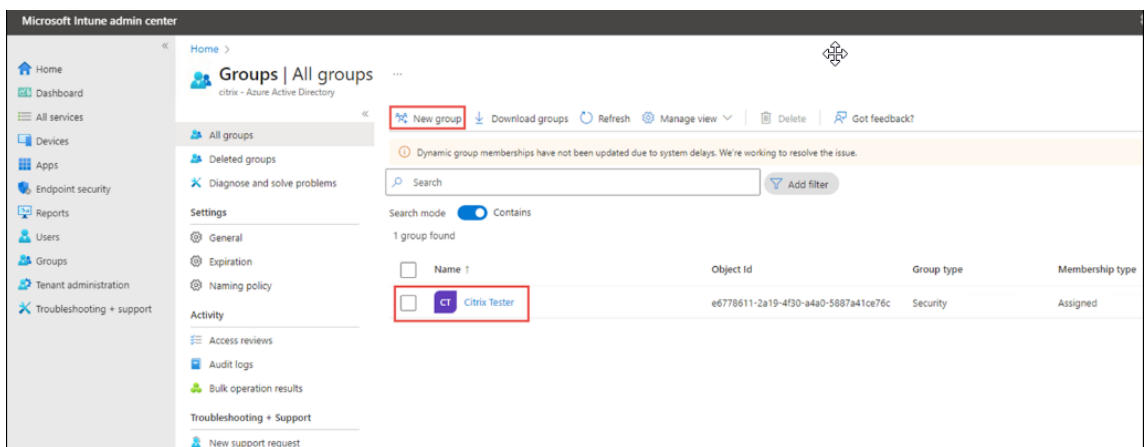 Microsoft Intune admin center
«
Home
Dashboard
All services
Devices
Apps
Endpoint security
Reports
Users
Groups
Tenant administration
Troubleshooting + support
Home >
Groups | All groups ...
citrix - Azure Active Directory
«
All groups
Deleted groups
Diagnose and solve problems
Settings
General
Expiration
Naming policy
Activity
Access reviews
Audit logs
Bulk operation results
Troubleshooting + Support
New support request
New group Download groups Refresh Manage view Delete Got feedback?
Dynamic group memberships have not been updated due to system delays. We're working to resolve the issue.
Search Add filter
Search mode Contains
1 group found
Name ↑ Object Id Group type Membership type
CT Citrix Tester e6778611-2a19-4f30-a4a0-5887a41ce76c Security Assigned